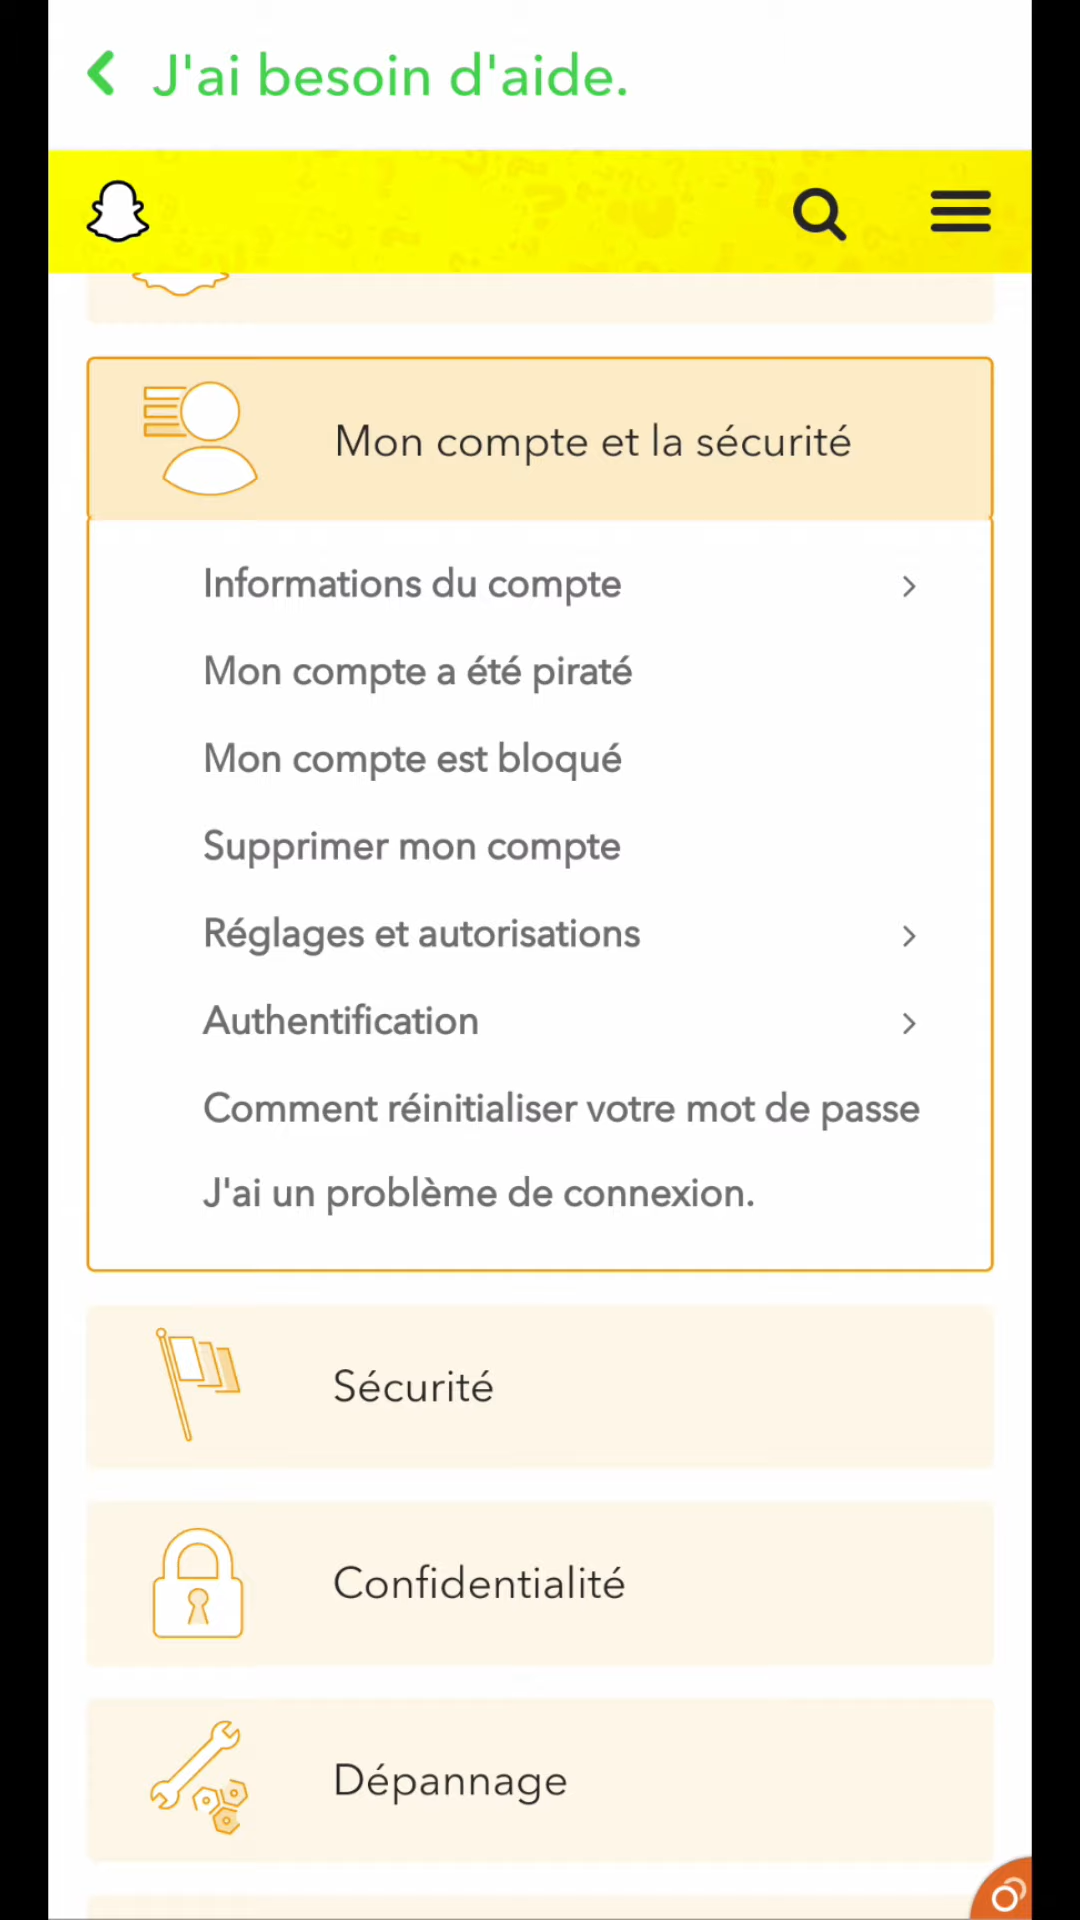 J'ai besoin d'aide.
Mon compte et la sécurité
Informations du compte
Mon compte a été piraté
Mon compte est bloqué
Supprimer mon compte
Réglages et autorisations
Authentification
Comment réinitialiser votre mot de passe
J'ai un problème de connexion.
Sécurité
Confidentialité
Dépannage